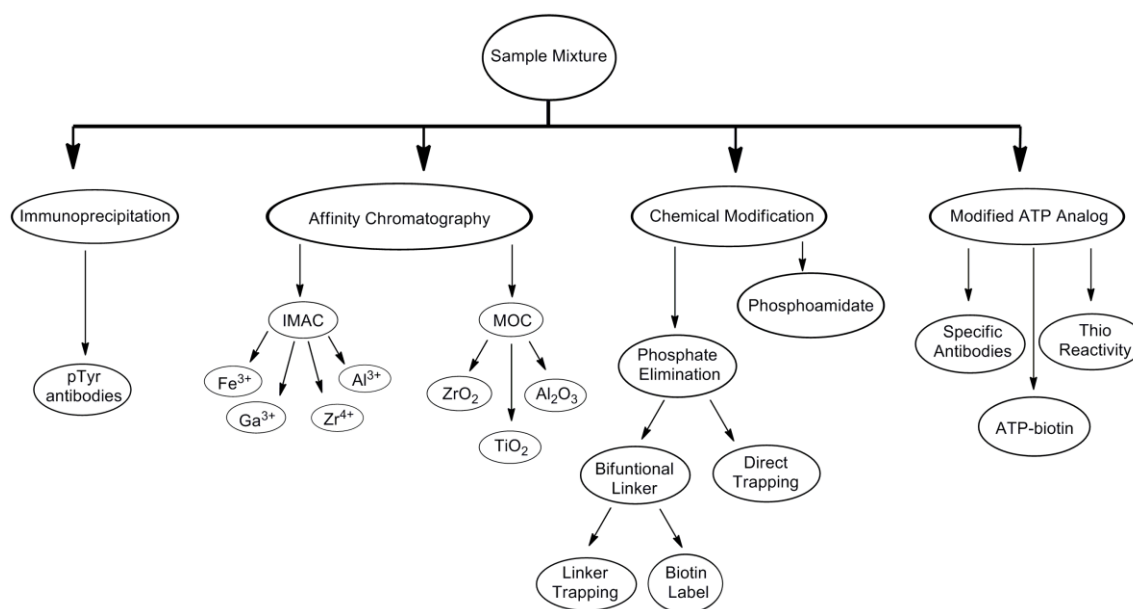 Sample Mixture
Immunoprecipitation
Affinity Chromatography
Chemical Modification
Modified ATP Analog
Phosphoamidate
IMAC
MOC
Specific
Antibodies
Thio
Reactivity
Phosphate
Elimination
pTyr
antibodies
Fe³⁺
Al³⁺
Ga³⁺
Zr⁴⁺
ZrO₂
Al₂O₃
TiO₂
ATP-biotin
Bifuntional
Linker
Direct
Trapping
Linker
Trapping
Biotin
Label